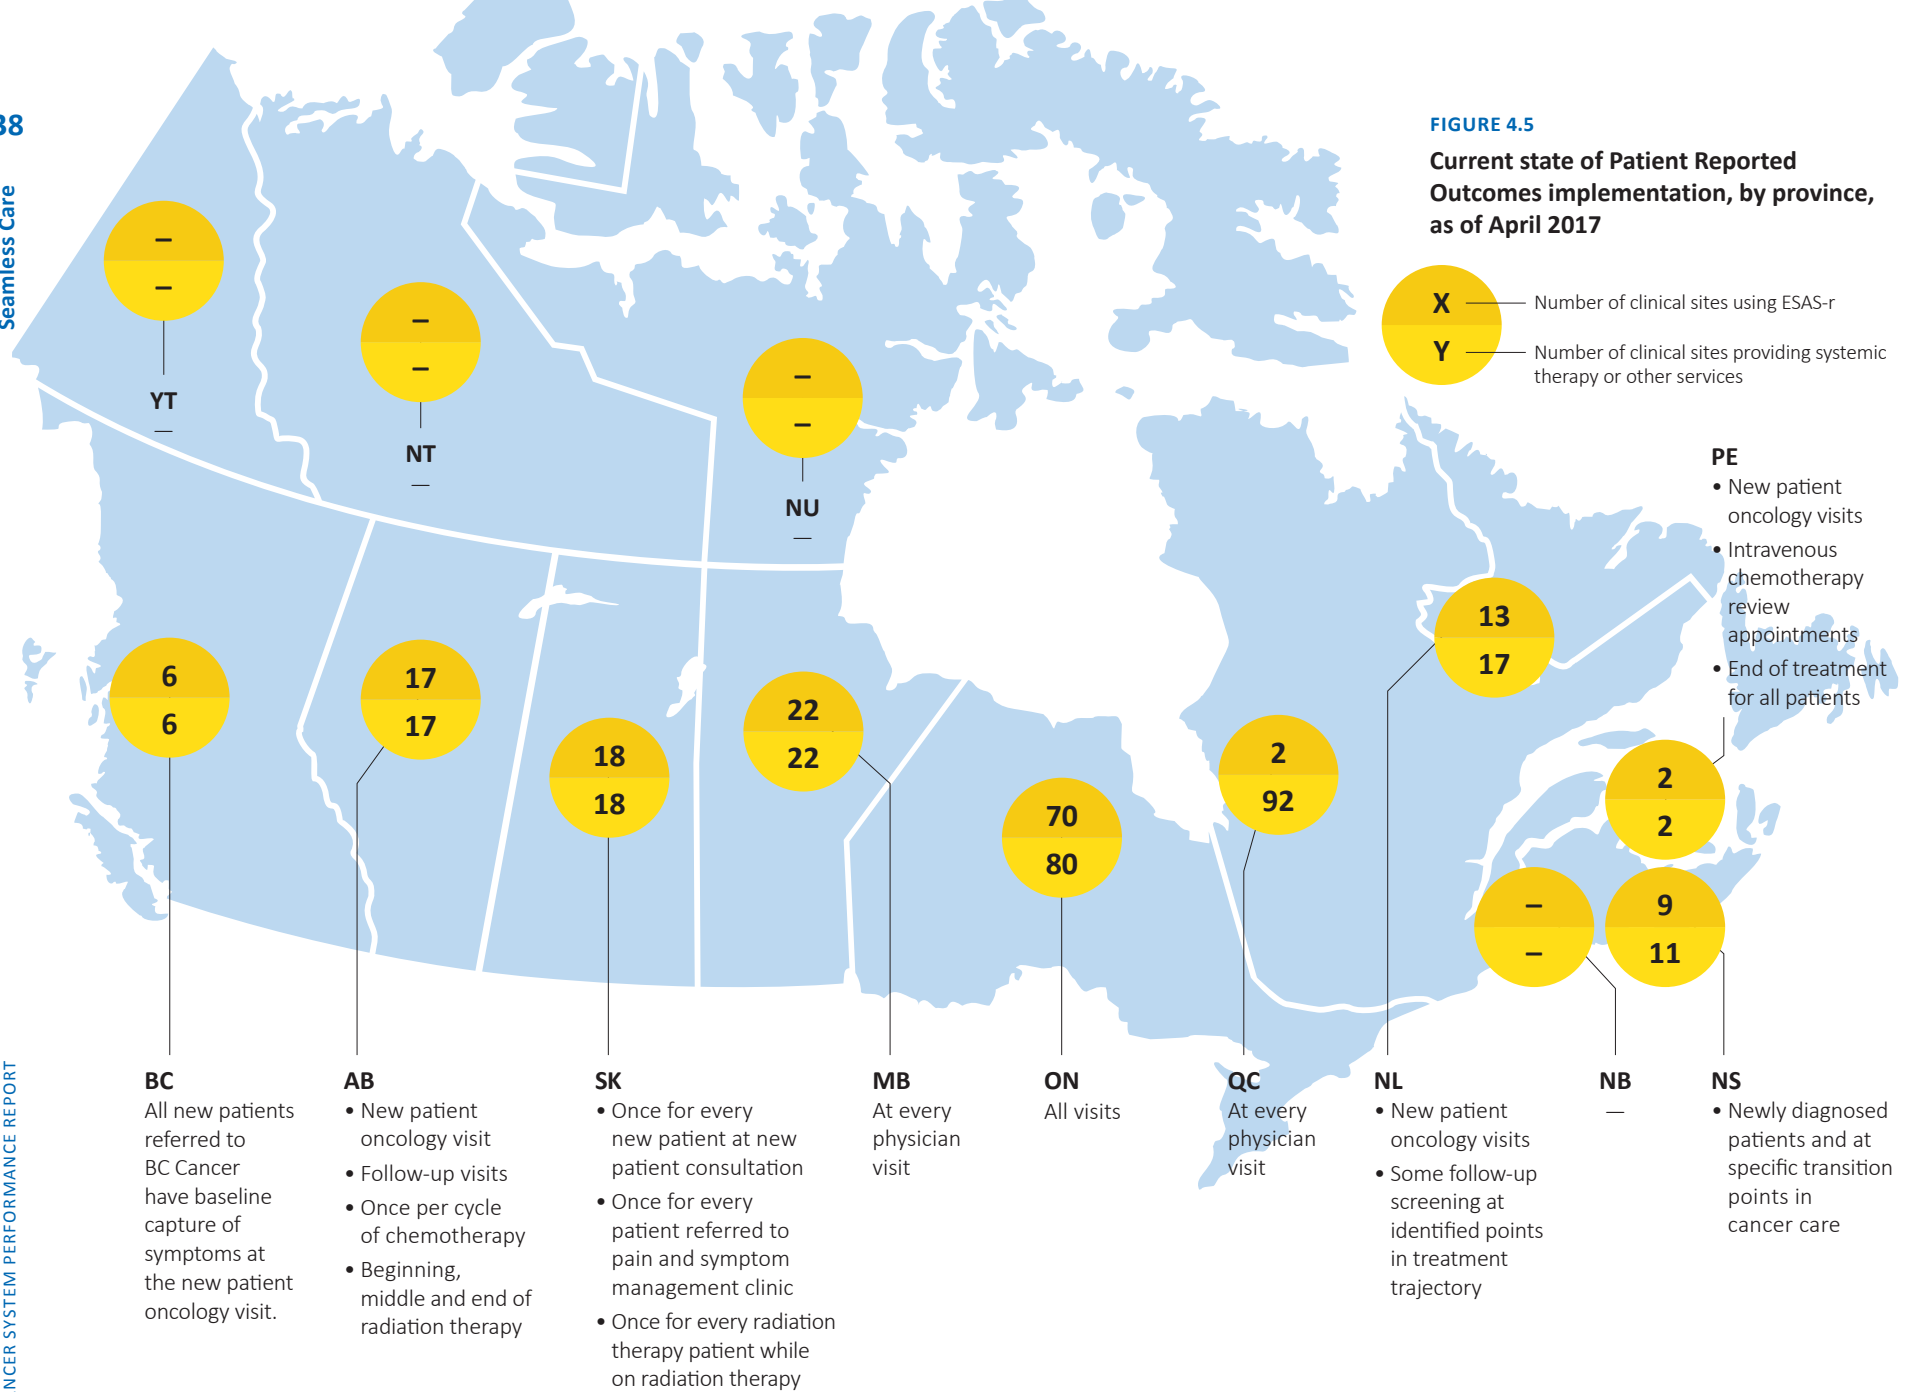 38
Seamless Care
NCER SYSTEM PERFORMANCE REPORT
FIGURE 4.5
Current state of Patient Reported
Outcomes implementation, by province,
as of April 2017
X
Number of clinical sites using ESAS-r
Y
Number of clinical sites providing systemic
therapy or other services
–
–
YT
—
–
–
NT
—
–
–
NU
—
PE
• New patient
oncology visits
• Intravenous
chemotherapy
review
appointments
• End of treatment
for all patients
6
6
17
17
18
18
22
22
70
80
2
92
13
17
2
2
–
–
9
11
BC
All new patients
referred to
BC Cancer
have baseline
capture of
symptoms at
the new patient
oncology visit.
AB
• New patient
oncology visit
• Follow-up visits
• Once per cycle
of chemotherapy
• Beginning,
middle and end of
radiation therapy
SK
• Once for every
new patient at new
patient consultation
• Once for every
patient referred to
pain and symptom
management clinic
• Once for every radiation
therapy patient while
on radiation therapy
MB
At every
physician
visit
ON
All visits
QC
At every
physician
visit
NL
• New patient
oncology visits
• Some follow-up
screening at
identified points
in treatment
trajectory
NB
—
NS
• Newly diagnosed
patients and at
specific transition
points in
cancer care